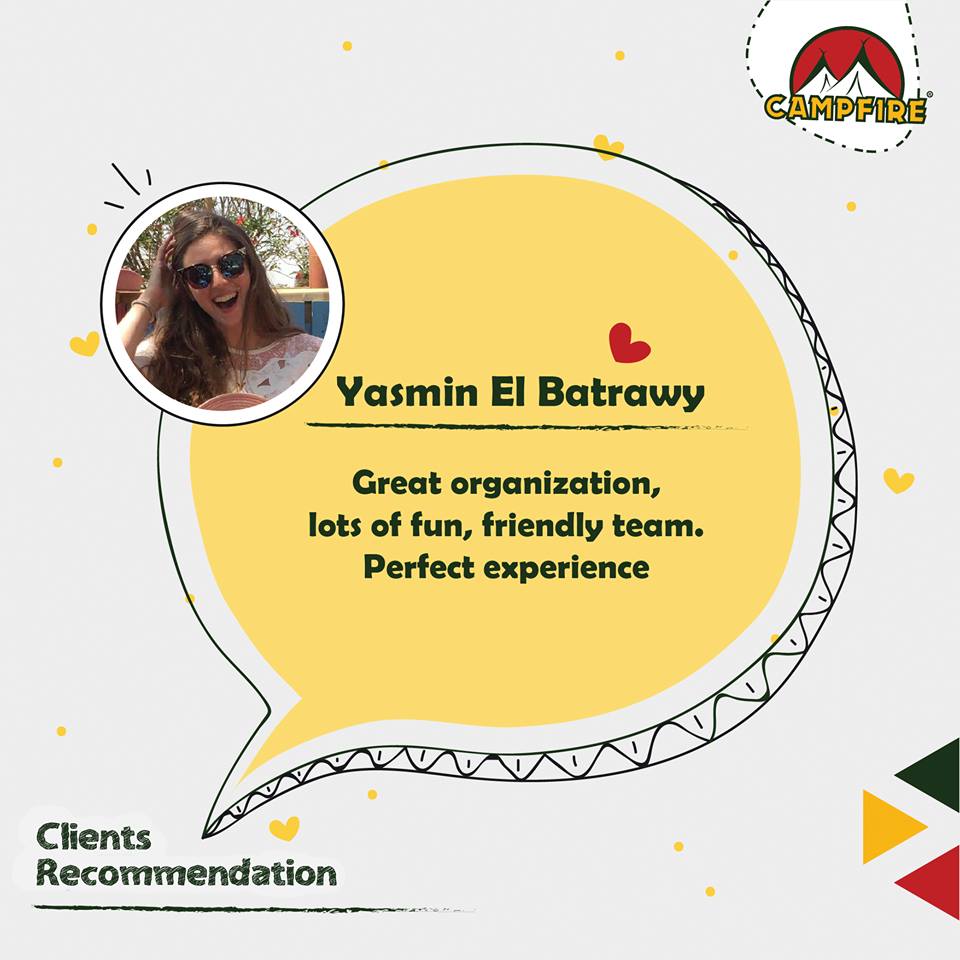 CAMPFIRE®
Yasmin El Batrawy
Great organization,
lots of fun, friendly team.
Perfect experience
Clients
Recommendation